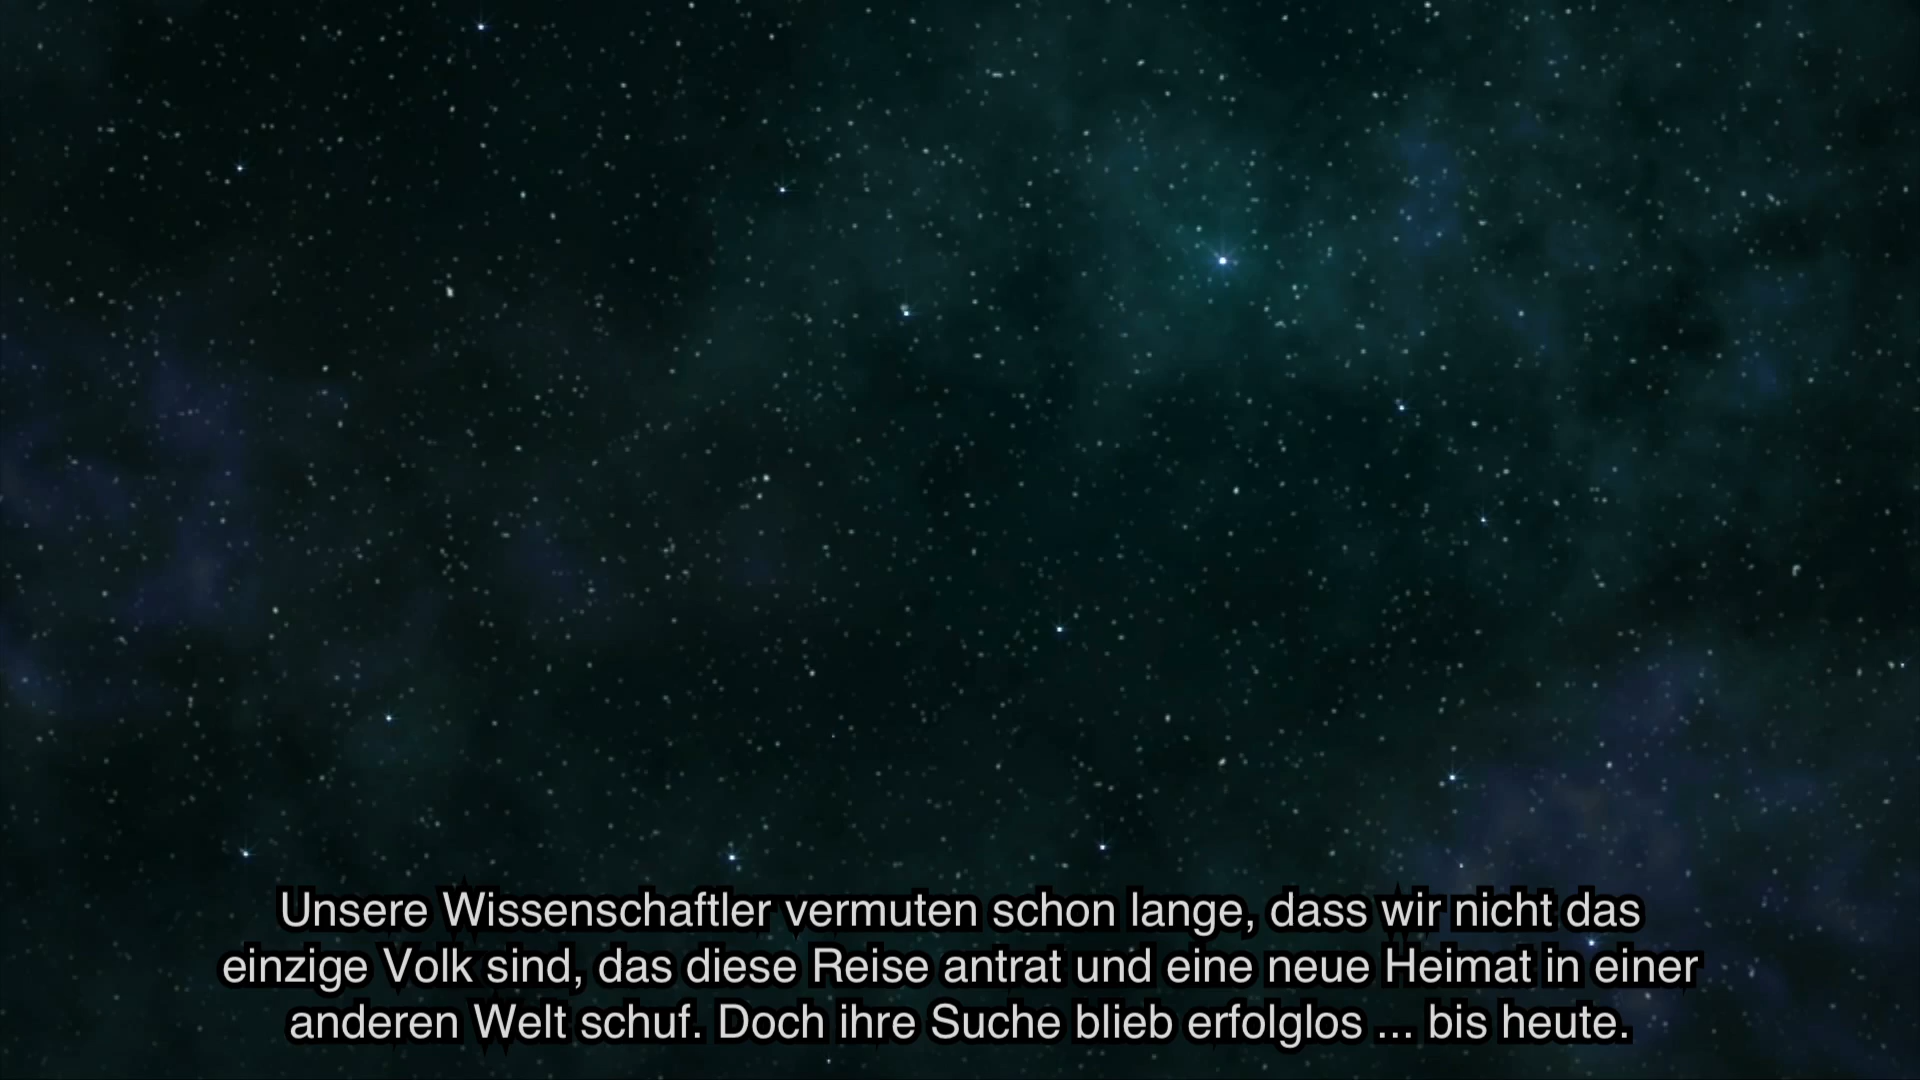 Unsere Wissenschaftler vermuten schon lange, dass wir nicht das
einzige Volk sind, das diese Reise antrat und eine neue Heimat in einer
anderen Welt schuf. Doch ihre Suche blieb erfolglos ... bis heute.